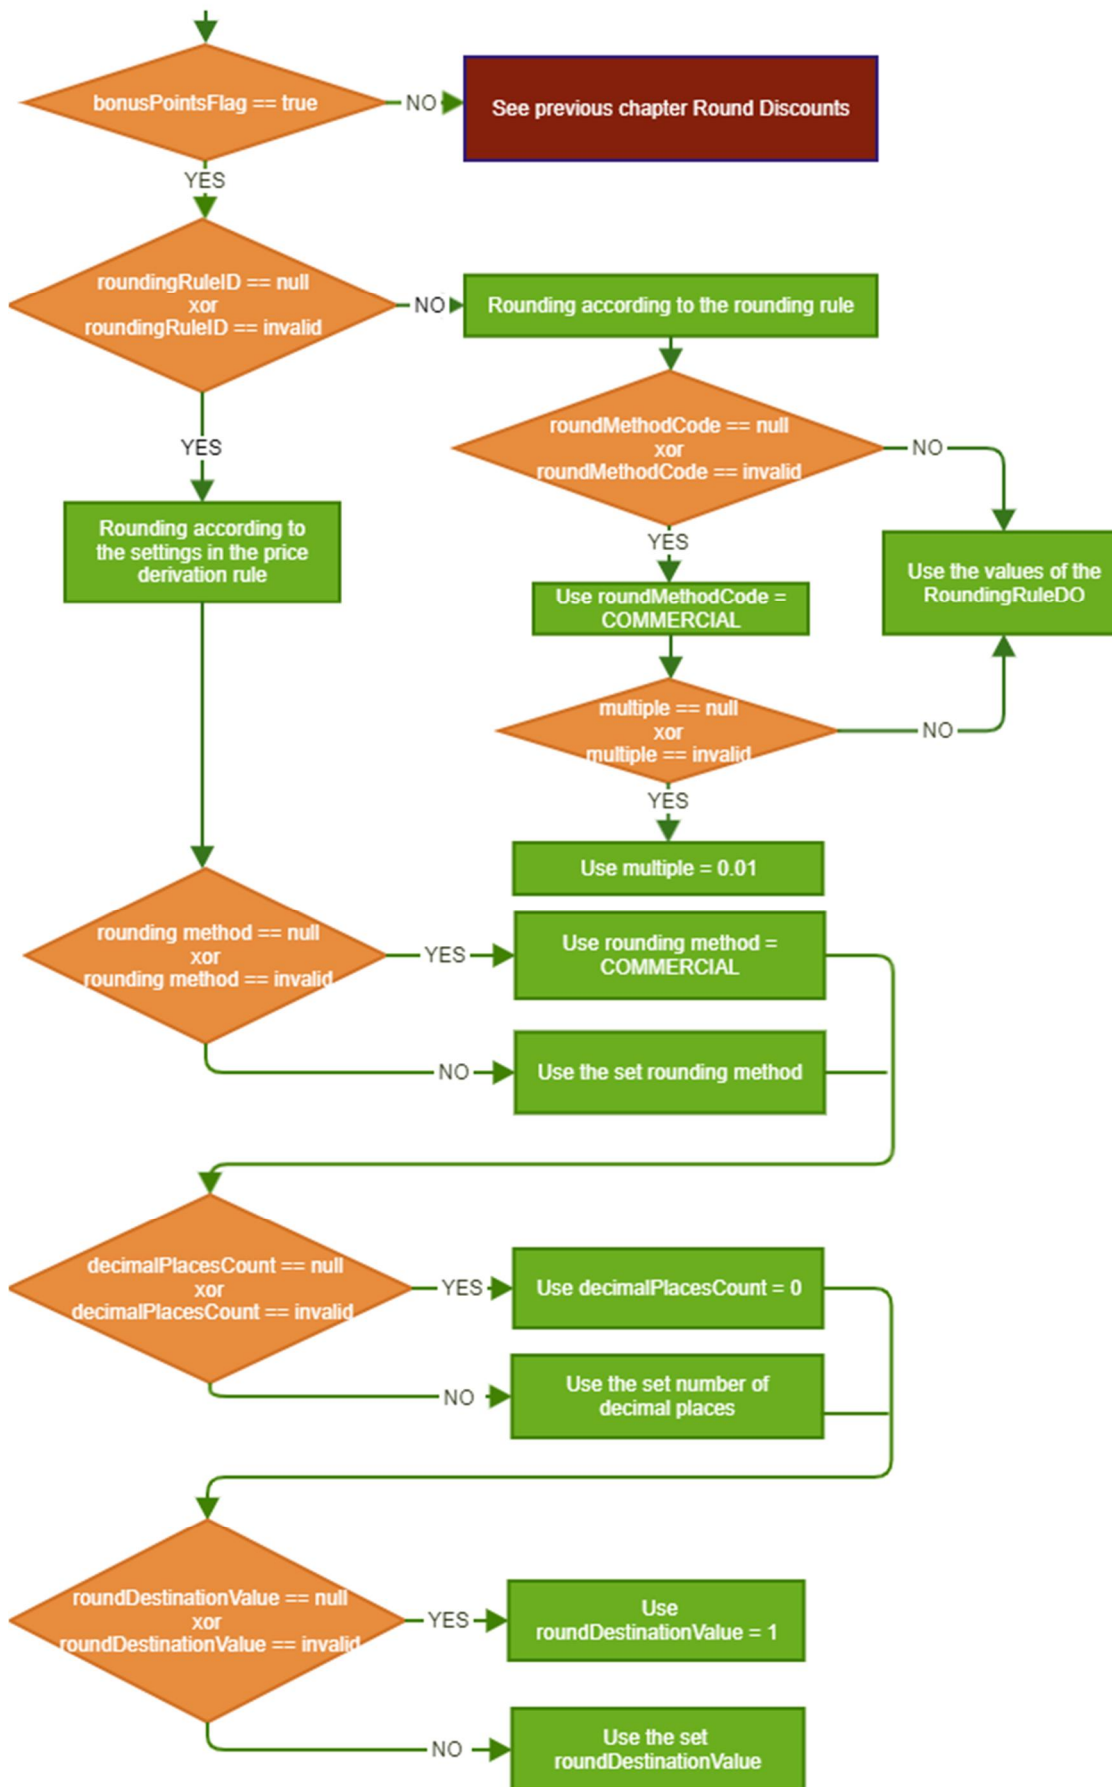 bonusPointsFlag == true
NO
See previous chapter Round Discounts
YES
roundingRuleID == null
xor
roundingRuleID == invalid
NO
Rounding according to the rounding rule
YES
roundMethodCode == null
xor
roundMethodCode == invalid
NO
Rounding according to
the settings in the price
derivation rule
YES
Use the values of the
RoundingRuleDO
Use roundMethodCode =
COMMERCIAL
multiple == null
xor
multiple == invalid
NO
YES
Use multiple = 0.01
rounding method == null
xor
rounding method == invalid
YES
Use rounding method =
COMMERCIAL
NO
Use the set rounding method
decimalPlacesCount == null
xor
decimalPlacesCount == invalid
YES
Use decimalPlacesCount = 0
NO
Use the set number of
decimal places
roundDestinationValue == null
xor
roundDestinationValue == invalid
YES
Use
roundDestinationValue = 1
NO
Use the set
roundDestinationValue